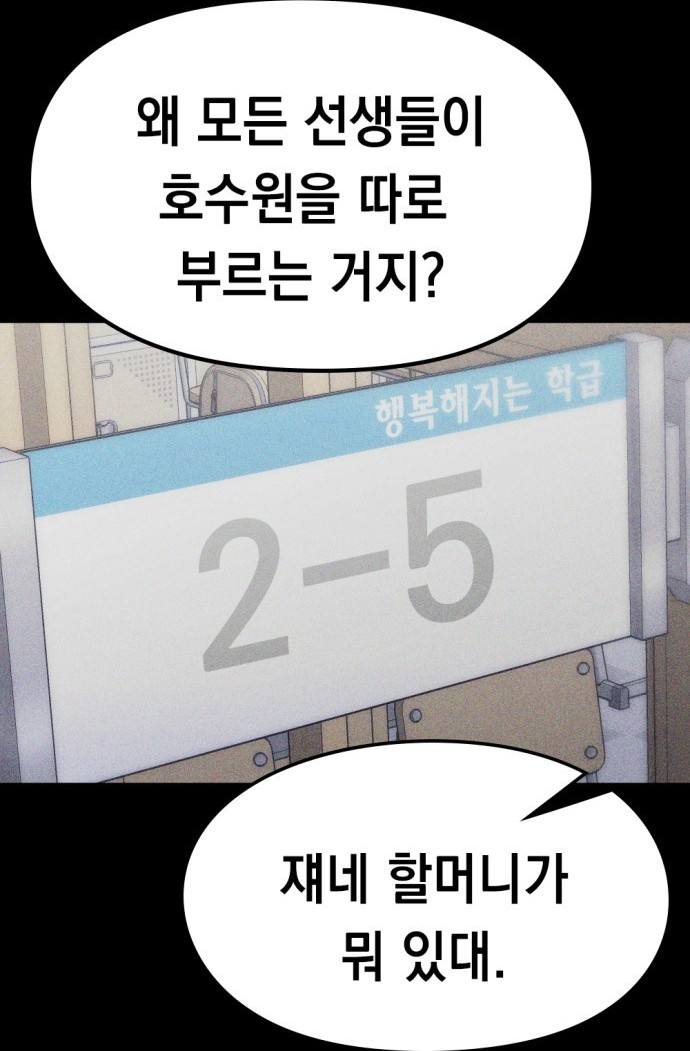 왜 모든 선생들이
호수원을 따로
부르는 거지?
행복해지는 학급
2-5
쟤네 할머니가
뭐 있대.